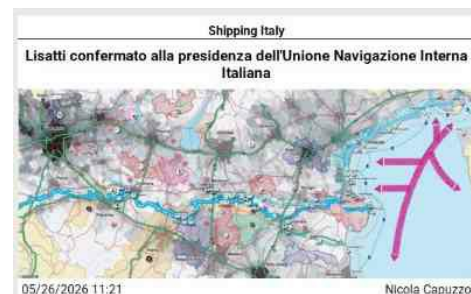 Shipping Italy
Lisatti confermato alla presidenza dell'Unione Navigazione Interna
Italiana
05/26/2026 11:21
Nicola Capuzzo